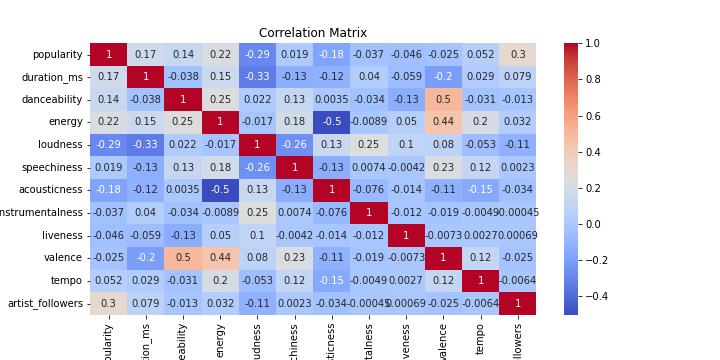 Correlation Matrix
popularity 1 0.17 0.14 0.22 -0.29 0.019 -0.18 -0.037 -0.046 -0.025 0.052 0.3
duration_ms 0.17 1 -0.038 0.15 -0.33 -0.13 -0.12 0.04 -0.059 -0.2 0.029 0.079
danceability 0.14 -0.038 1 0.25 0.022 0.13 0.0035 -0.034 -0.13 0.5 -0.031 -0.013
energy 0.22 0.15 0.25 1 -0.017 0.18 -0.5 -0.0089 0.05 0.44 0.2 0.032
loudness -0.29 -0.33 0.022 -0.017 1 -0.26 0.13 0.25 0.1 0.08 -0.053 -0.11
speechiness 0.019 -0.13 0.13 0.18 -0.26 1 -0.13 0.0074 -0.0042 0.23 0.12 0.0023
acousticness -0.18 -0.12 0.0035 -0.5 0.13 -0.13 1 -0.076 -0.014 -0.11 -0.15 -0.034
nstrumentalness -0.037 0.04 -0.034 -0.0089 0.25 0.0074 -0.076 1 -0.012 -0.019 -0.0049 -0.00045
liveness -0.046 -0.059 -0.13 0.05 0.1 -0.0042 -0.014 -0.012 1 -0.0073 0.0027 0.00069
valence -0.025 -0.2 0.5 0.44 0.08 0.23 -0.11 -0.019 -0.0073 1 0.12 -0.025
tempo 0.052 0.029 -0.031 0.2 -0.053 0.12 -0.15 -0.0049 0.0027 0.12 1 -0.0064
artist_followers 0.3 0.079 -0.013 0.032 -0.11 0.0023 -0.034 -0.00045 0.00069 -0.025 -0.0064 1
pularity
tion_ms
eability
energy
udness
chiness
ticness
talness
veness
valence
tempo
llowers
1.0
0.8
0.6
0.4
0.2
0.0
−0.2
−0.4